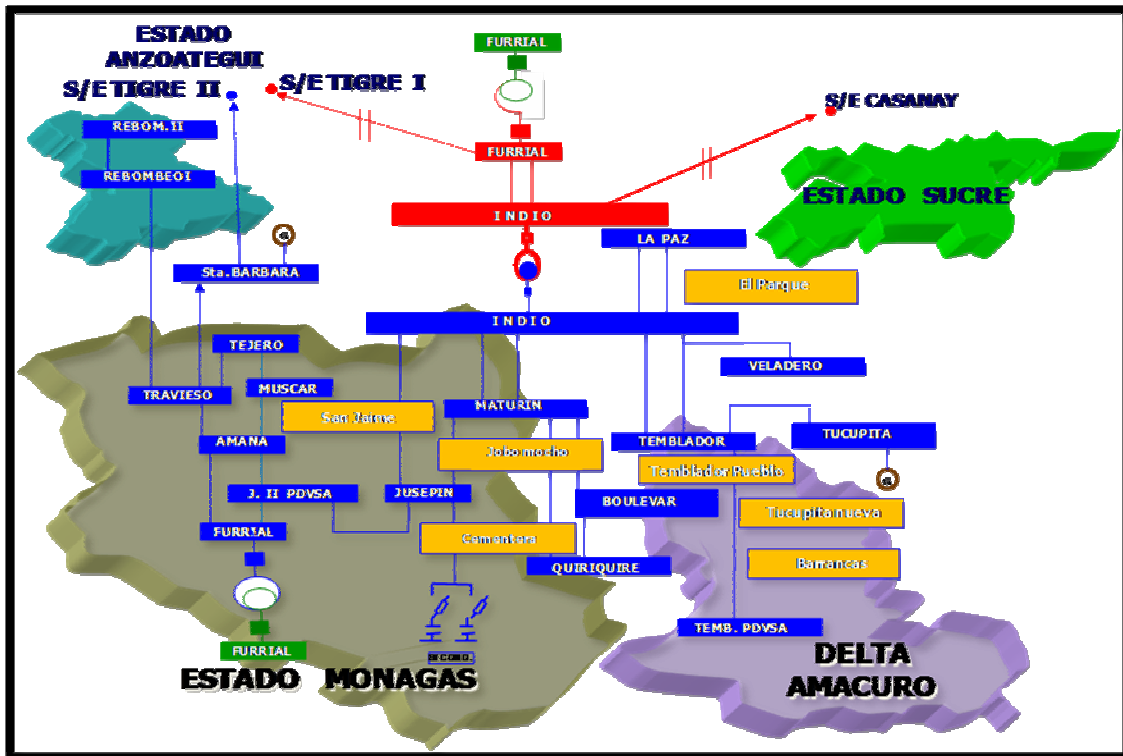 ESTADO
ANZOATEGUI
S/E TIGRE II
S/E TIGRE I
FURRIAL
S/E CASANAY
REBOM.II
FURRIAL
REBOMBEOI
ESTADO SUCRE
INDIO
LA PAZ
@
Sta.BARBARA
El Parque
INDIO
TEJERO
VELADERO
MUSCAR
TRAVIESO
San Jaime
MATURIN
AMANA
TEMBLADOR
TUCUPITA
Jobo mocho
Temblador Pueblo
@
J. II PDVSA
JUSEPIN
BOULEVAR
Tucupita nueva
FURRIAL
QUIRIQUIRE
Barrancas
TEMB. PDVSA
FURRIAL
ESTADO MONAGAS
DELTA
AMACURO